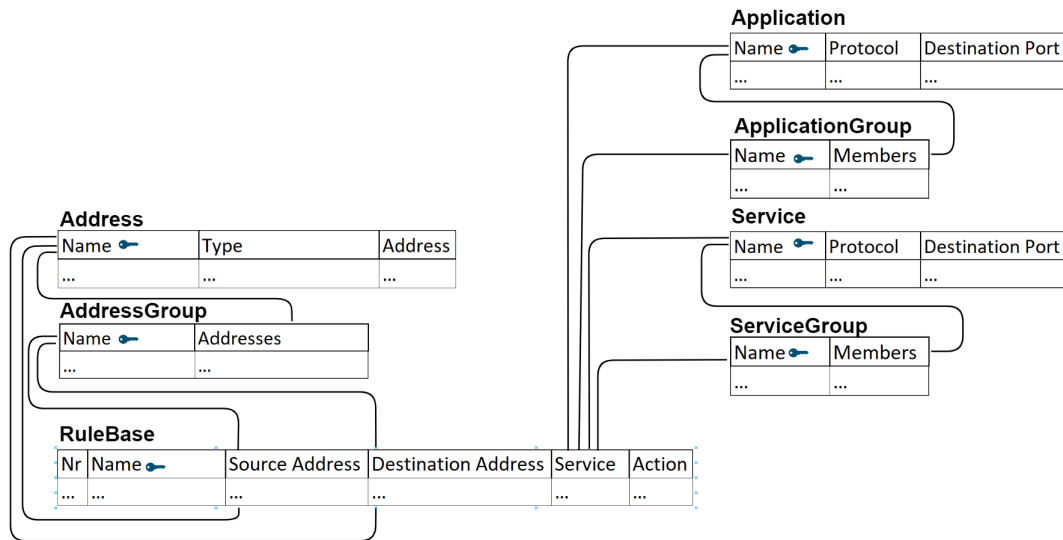 Application
Name Protocol Destination Port
... ... ...
ApplicationGroup
Name Members
... ...
Service
Name Protocol Destination Port
... ... ...
ServiceGroup
Name Members
... ...
Address
Name Type Address
... ... ...
AddressGroup
Name Addresses
... ...
RuleBase
Nr Name Source Address Destination Address Service Action
... ... ... ... ... ...